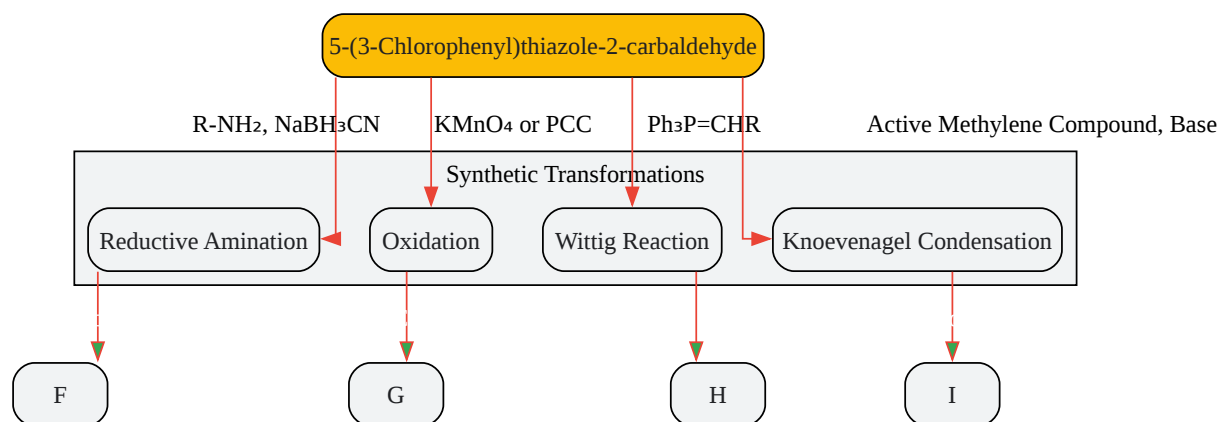 5-(3-Chlorophenyl)thiazole-2-carbaldehyde
R-NH₂, NaBH₃CN
KMnO₄ or PCC
Ph₃P=CHR
Active Methylene Compound, Base
Synthetic Transformations
Reductive Amination
Oxidation
Wittig Reaction
Knoevenagel Condensation
F
G
H
I